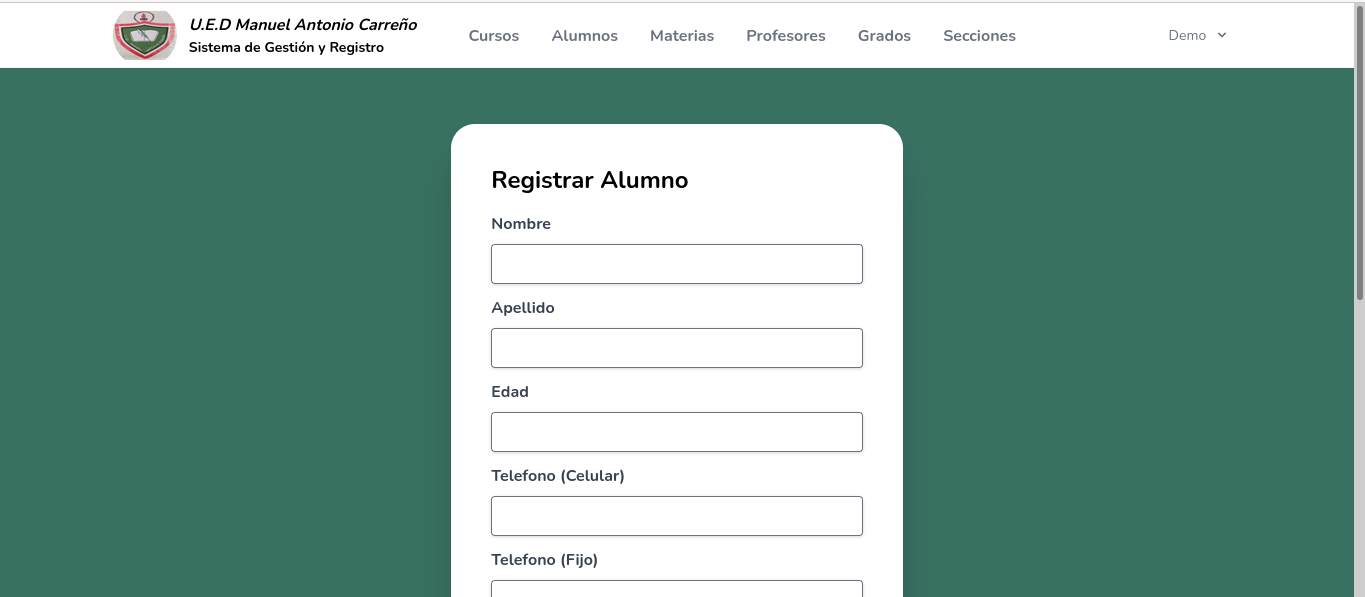 U.E.D Manuel Antonio Carreño
Sistema de Gestión y Registro
Cursos Alumnos Materias Profesores Grados Secciones Demo
Registrar Alumno
Nombre
Apellido
Edad
Telefono (Celular)
Telefono (Fijo)